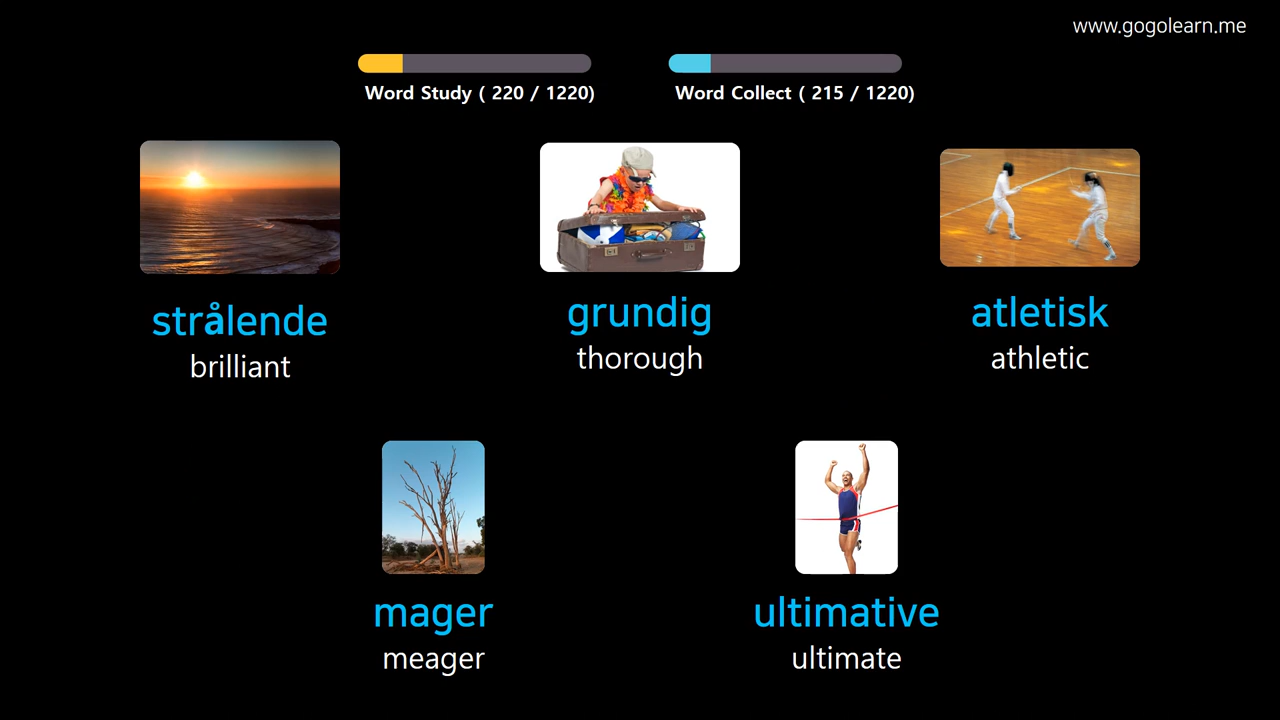 www.gogolearn.me
Word Study ( 220 / 1220)
Word Collect ( 215 / 1220)
strålende
brilliant
grundig
thorough
atletisk
athletic
mager
meager
ultimative
ultimate